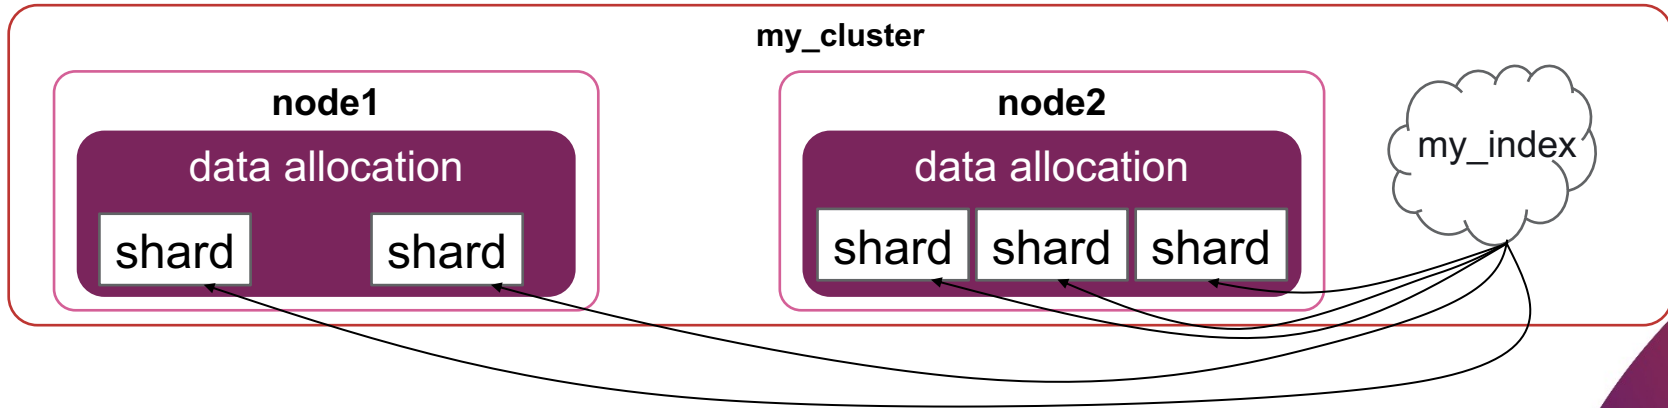 my_cluster
node1
data allocation
shard
shard
node2
data allocation
shard
shard
shard
my_index